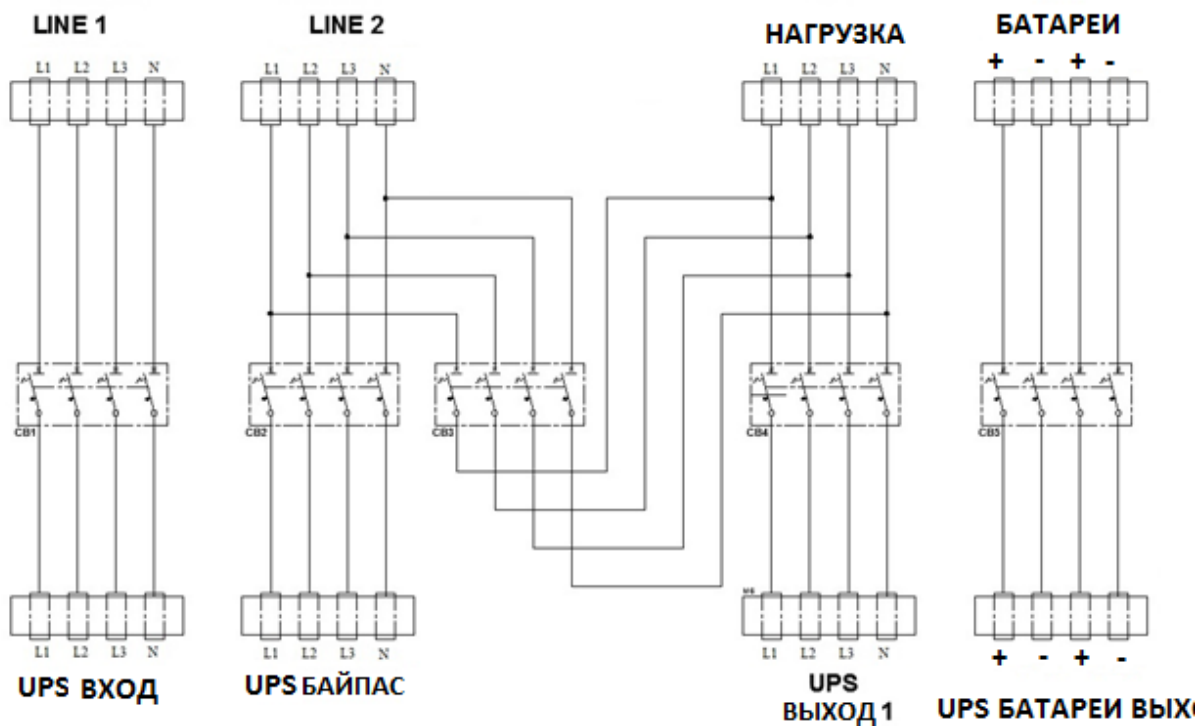 LINE 1 LINE 2 НАГРУЗКА БАТАРЕИ
L1 L2 L3 N L1 L2 L3 N L1 L2 L3 N + - + -
CB1 CB2 CB3 CB4 CB5
M6
L1 L2 L3 N L1 L2 L3 N L1 L2 L3 N + - + -
UPS ВХОД UPS БАЙПАС UPS
ВЫХОД 1 UPS БАТАРЕИ